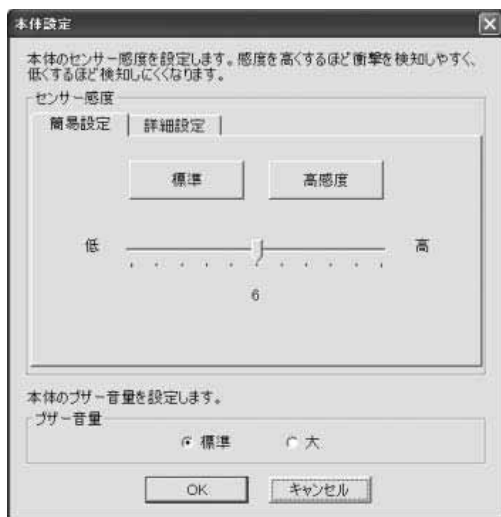 本体設定
本体のセンサー感度を設定します。感度を高くするほど衝撃を検知しやすく、
低くするほど検知しにくくなります。
センサー感度
簡易設定 詳細設定
標準 高感度
低 高
6
本体のブザー音量を設定します。
ブザー音量
標準 大
OK キャンセル